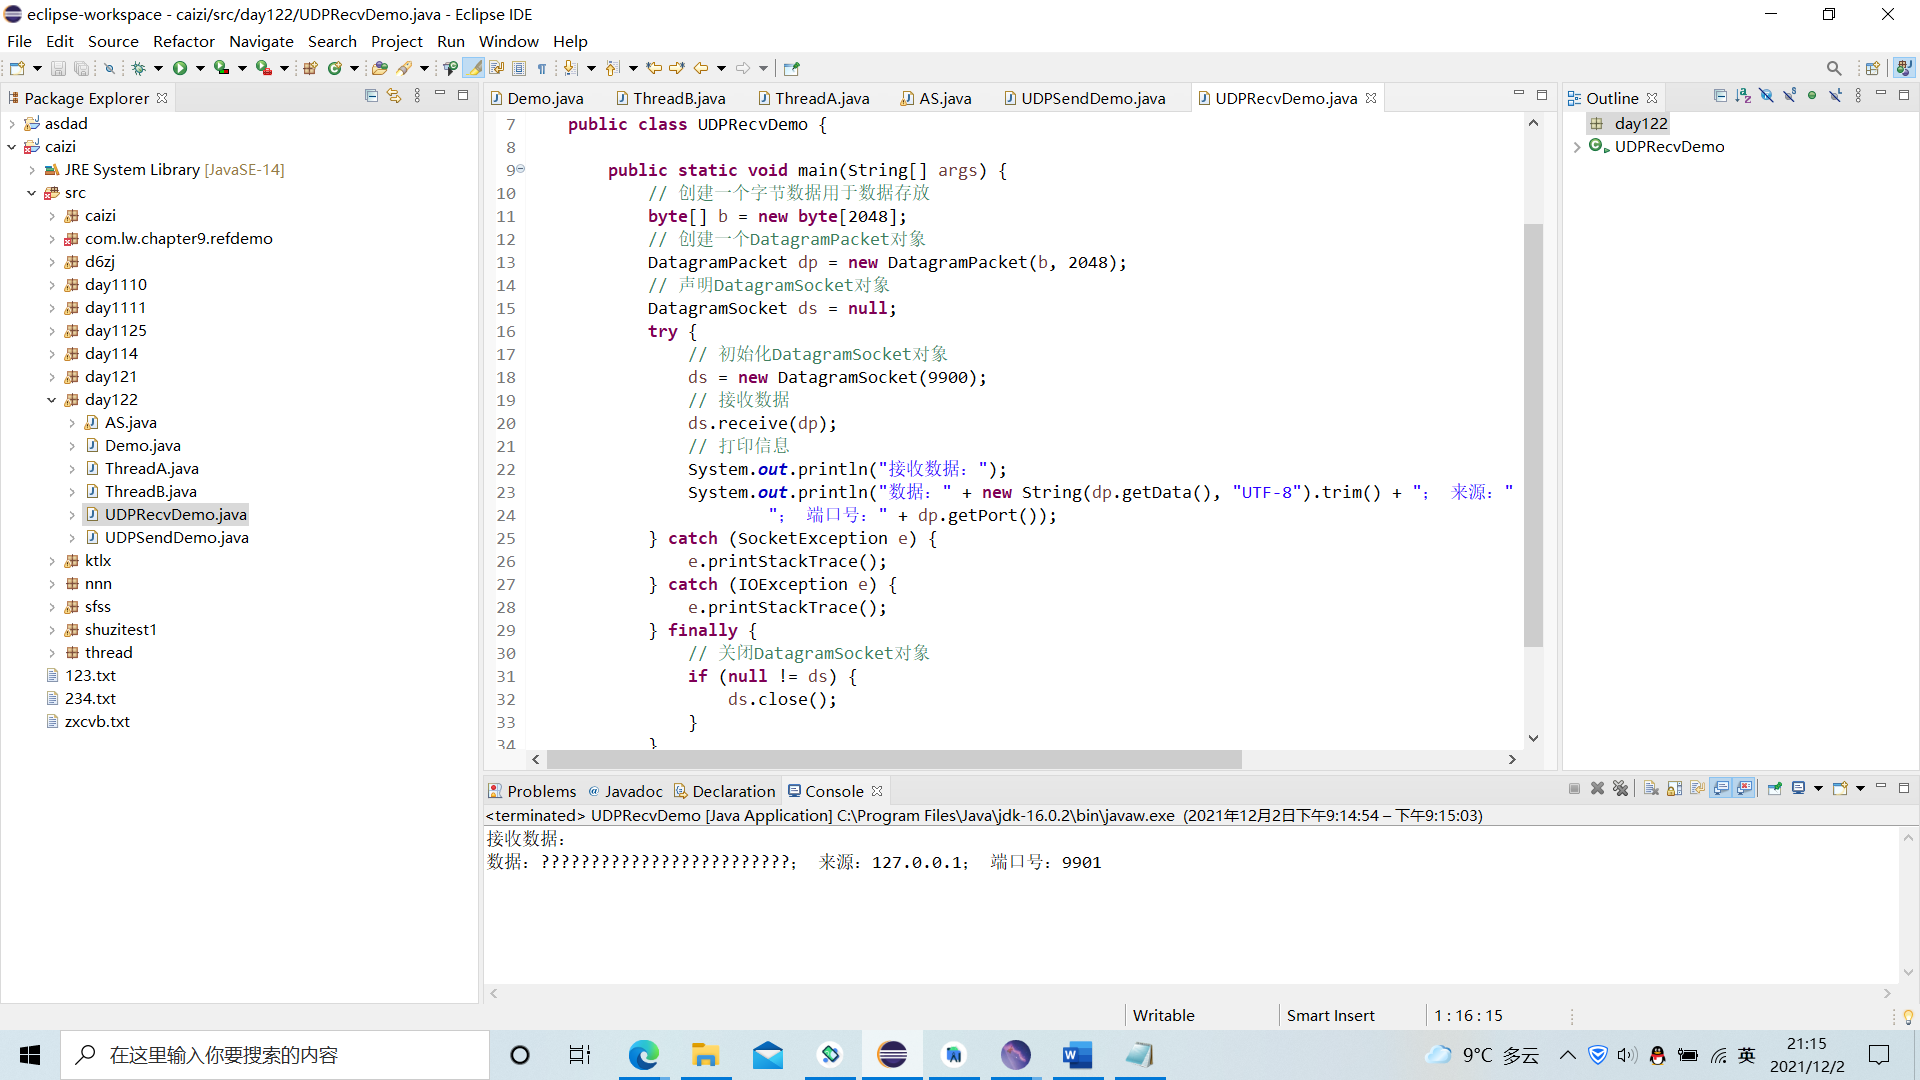 eclipse-workspace - caizi/src/day122/UDPRecvDemo.java - Eclipse IDE
File Edit Source Refactor Navigate Search Project Run Window Help
Package Explorer
asdad
caizi
JRE System Library [JavaSE-14]
src
caizi
com.lw.chapter9.refdemo
d6zj
day1110
day1111
day1125
day114
day121
day122
AS.java
Demo.java
ThreadA.java
ThreadB.java
UDPRecvDemo.java
UDPSendDemo.java
ktlx
nnn
sfss
shuzitest1
thread
123.txt
234.txt
zxcvb.txt
Demo.java ThreadB.java ThreadA.java AS.java UDPSendDemo.java UDPRecvDemo.java
7 public class UDPRecvDemo {
8
9 public static void main(String[] args) {
10 // 创建一个字节数据用于数据存放
11 byte[] b = new byte[2048];
12 // 创建一个DatagramPacket对象
13 DatagramPacket dp = new DatagramPacket(b, 2048);
14 // 声明DatagramSocket对象
15 DatagramSocket ds = null;
16 try {
17 // 初始化DatagramSocket对象
18 ds = new DatagramSocket(9900);
19 // 接收数据
20 ds.receive(dp);
21 // 打印信息
22 System.out.println("接收数据：");
23 System.out.println("数据：" + new String(dp.getData(), "UTF-8").trim() + "； 来源："
24 "； 端口号：" + dp.getPort());
25 } catch (SocketException e) {
26 e.printStackTrace();
27 } catch (IOException e) {
28 e.printStackTrace();
29 } finally {
30 // 关闭DatagramSocket对象
31 if (null != ds) {
32 ds.close();
33 }
34 }
Outline
day122
UDPRecvDemo
Problems @ Javadoc Declaration Console
<terminated> UDPRecvDemo [Java Application] C:\Program Files\Java\jdk-16.0.2\bin\javaw.exe (2021年12月2日下午9:14:54 – 下午9:15:03)
接收数据：
数据：?????????????????????????； 来源：127.0.0.1； 端口号：9901
Writable Smart Insert 1 : 16 : 15
在这里输入你要搜索的内容
9°C 多云
英
21:15
2021/12/2